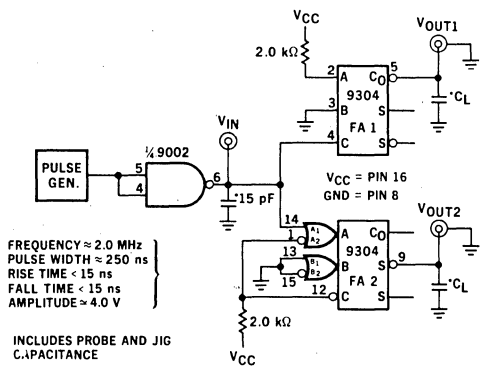 VCC
VOUT1
2.0 kΩ
2
A
CO
5
9304
3
B
S
*CL
FA 1
VIN
4
C
S
¼ 9002
PULSE
GEN.
5
4
6
VCC = PIN 16
GND = PIN 8
*15 pF
VOUT2
14
A1
A
CO
1
A2
9304
FREQUENCY ≈ 2.0 MHz
PULSE WIDTH ≈ 250 ns
RISE TIME < 15 ns
FALL TIME < 15 ns
AMPLITUDE ≃ 4.0 V
13
B1
B
S
9
15
B2
FA 2
*CL
12
C
S
2.0 kΩ
INCLUDES PROBE AND JIG
CAPACITANCE
VCC